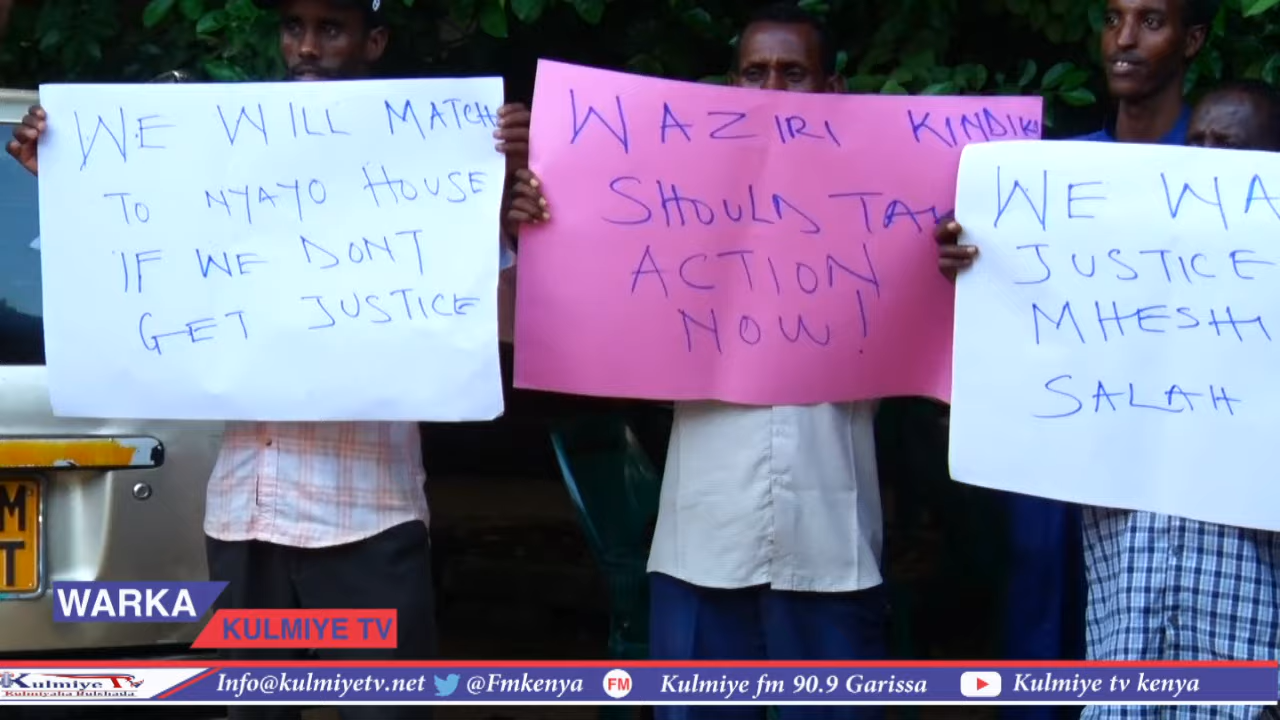 WE WILL MATCH
TO NYAYO HOUSE
IF WE DONT
GET JUSTICE
WAZIRI KINDIKI
SHOULD TAK
ACTION
NOW!
WE WA
JUSTICE
MHESHI
SALAH
M
T
WARKA
KULMIYE TV
Kulmiye Tv
Kulmiyaha Bulshada
Info@kulmiyetv.net @Fmkenya FM Kulmiye fm 90.9 Garissa Kulmiye tv kenya